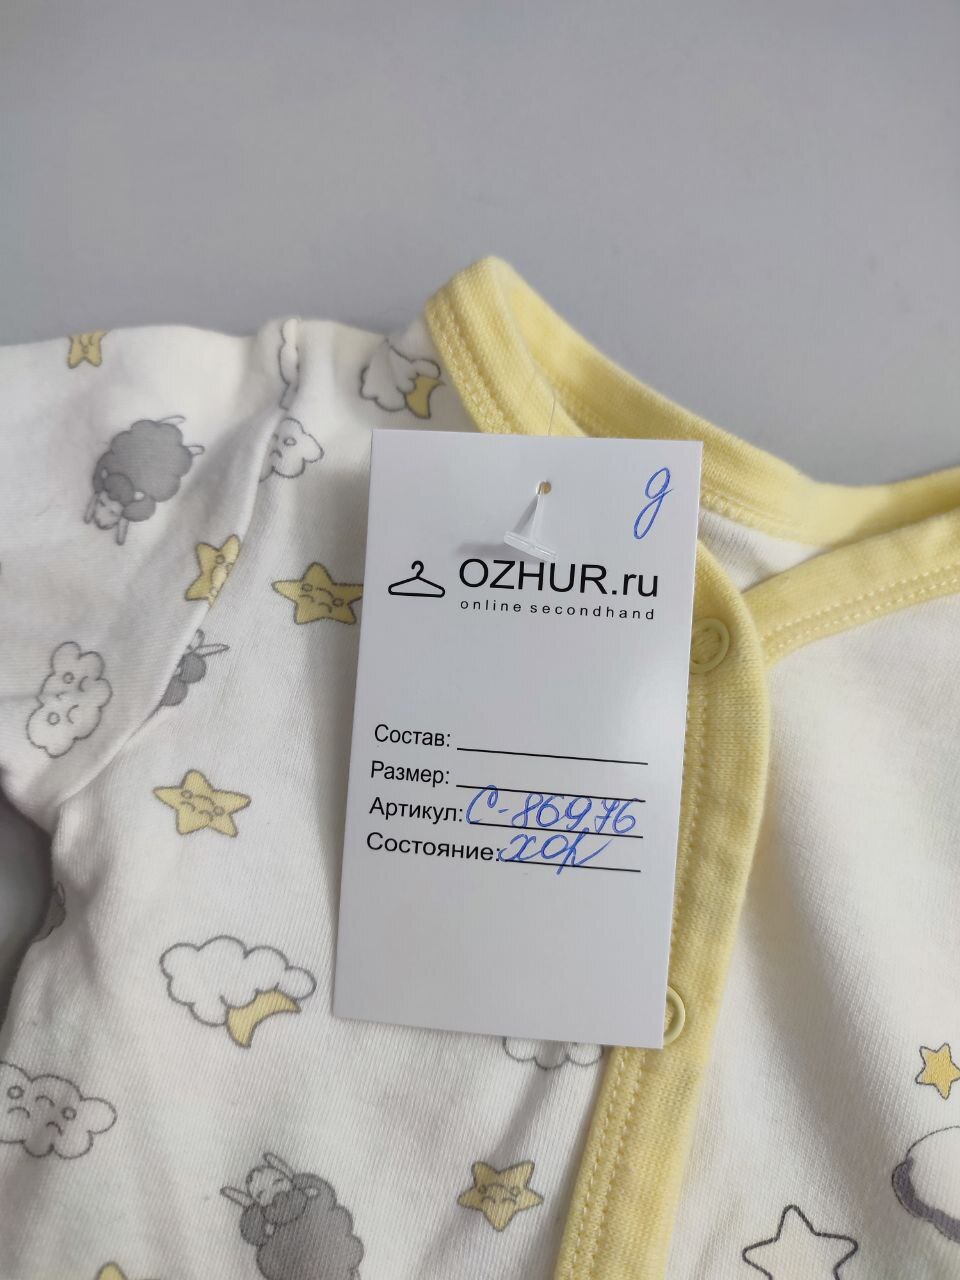 д
OZHUR.ru
online secondhand
Состав:
Размер:
Артикул: С-86976
Состояние: хор